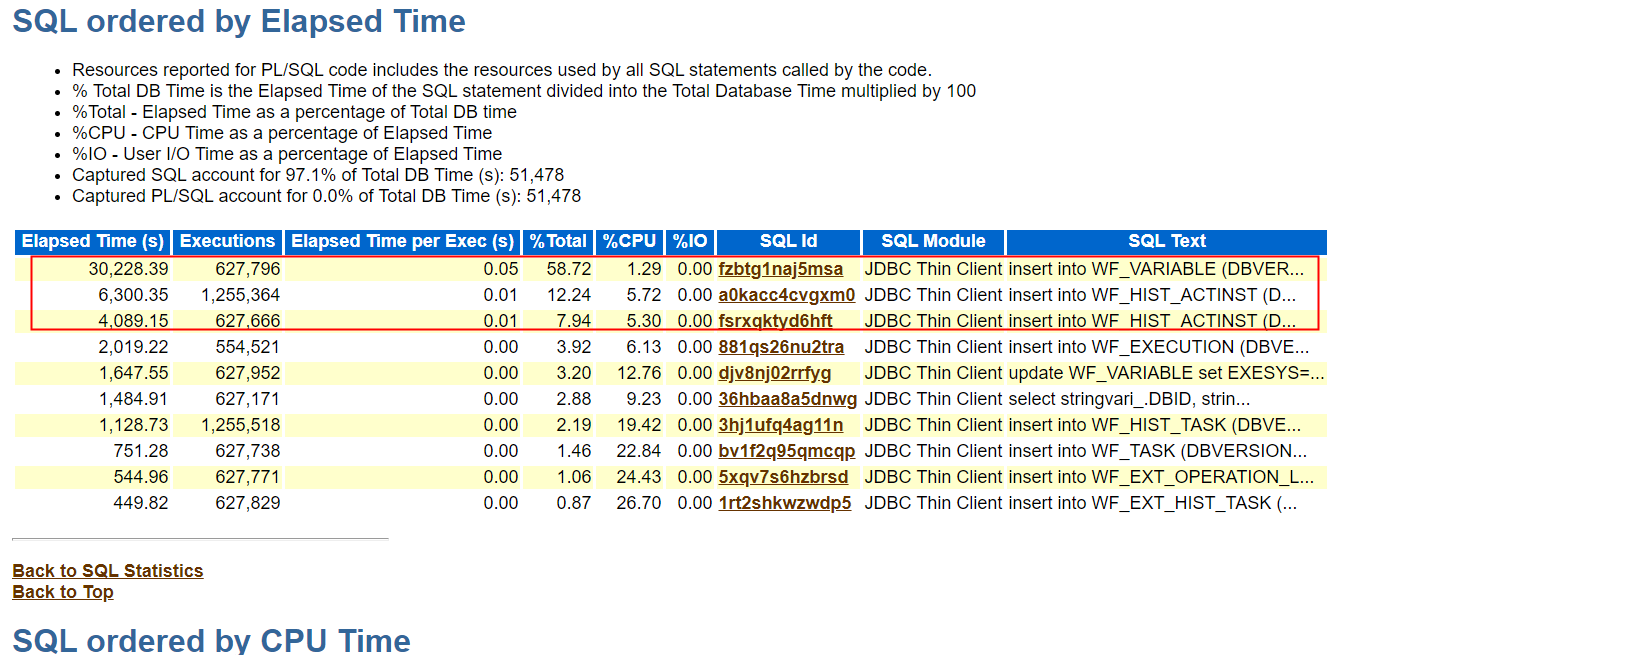 SQL ordered by Elapsed Time
• Resources reported for PL/SQL code includes the resources used by all SQL statements called by the code.
• % Total DB Time is the Elapsed Time of the SQL statement divided into the Total Database Time multiplied by 100
• %Total - Elapsed Time as a percentage of Total DB time
• %CPU - CPU Time as a percentage of Elapsed Time
• %IO - User I/O Time as a percentage of Elapsed Time
• Captured SQL account for 97.1% of Total DB Time (s): 51,478
• Captured PL/SQL account for 0.0% of Total DB Time (s): 51,478
Elapsed Time (s) Executions Elapsed Time per Exec (s) %Total %CPU %IO SQL Id SQL Module SQL Text
30,228.39 627,796 0.05 58.72 1.29 0.00 fzbtg1naj5msa JDBC Thin Client insert into WF_VARIABLE (DBVER...
6,300.35 1,255,364 0.01 12.24 5.72 0.00 a0kacc4cvgxm0 JDBC Thin Client insert into WF_HIST_ACTINST (D...
4,089.15 627,666 0.01 7.94 5.30 0.00 fsrxqktyd6hft JDBC Thin Client insert into WF_HIST_ACTINST (D...
2,019.22 554,521 0.00 3.92 6.13 0.00 881qs26nu2tra JDBC Thin Client insert into WF_EXECUTION (DBVE...
1,647.55 627,952 0.00 3.20 12.76 0.00 djv8nj02rrfyg JDBC Thin Client update WF_VARIABLE set EXESYS=...
1,484.91 627,171 0.00 2.88 9.23 0.00 36hbaa8a5dnwg JDBC Thin Client select stringvari_.DBID, strin...
1,128.73 1,255,518 0.00 2.19 19.42 0.00 3hj1ufq4ag11n JDBC Thin Client insert into WF_HIST_TASK (DBVE...
751.28 627,738 0.00 1.46 22.84 0.00 bv1f2q95qmcqp JDBC Thin Client insert into WF_TASK (DBVERSION...
544.96 627,771 0.00 1.06 24.43 0.00 5xqv7s6hzbrsd JDBC Thin Client insert into WF_EXT_OPERATION_L...
449.82 627,829 0.00 0.87 26.70 0.00 1rt2shkwzwdp5 JDBC Thin Client insert into WF_EXT_HIST_TASK (...
Back to SQL Statistics
Back to Top
SQL ordered by CPU Time